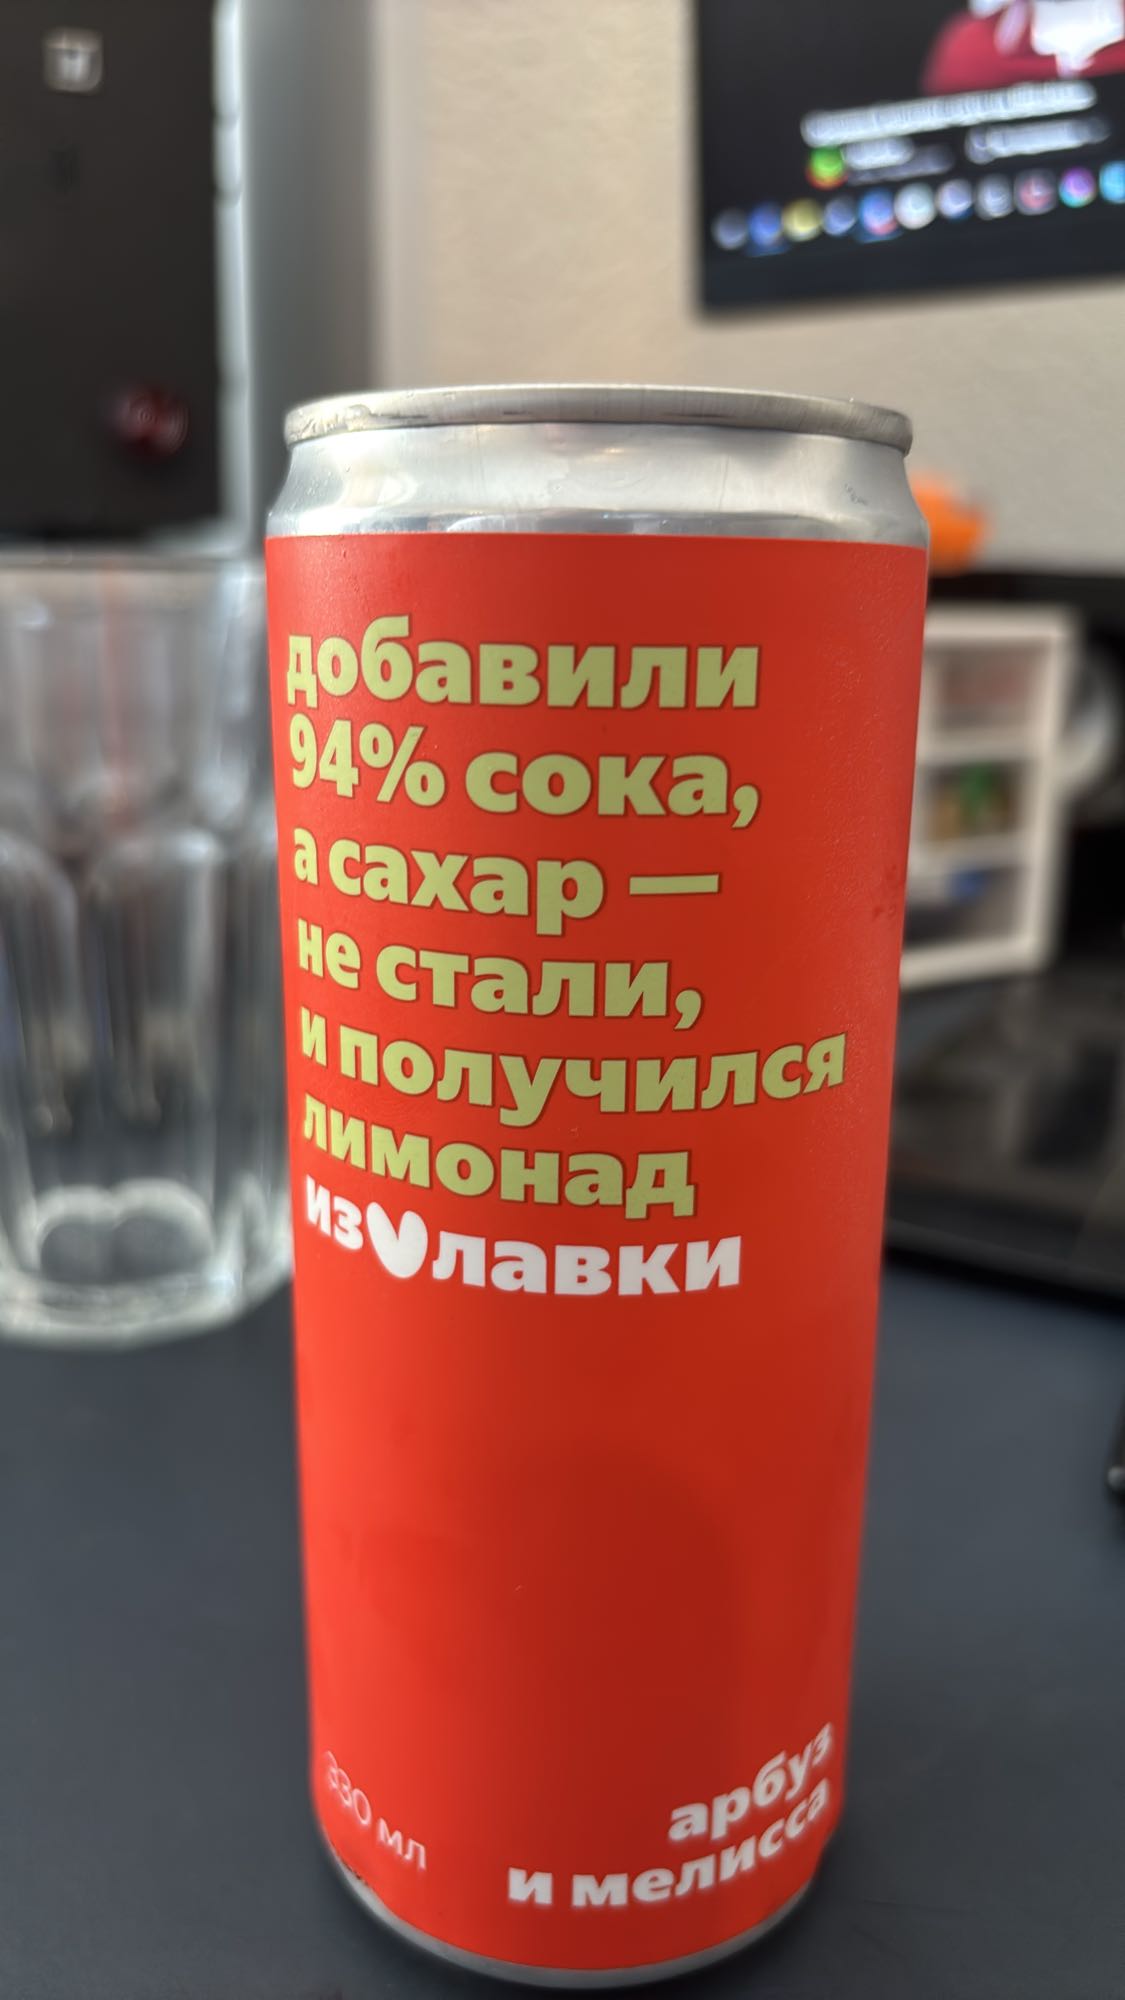 добавили
94% сока,
а сахар —
не стали,
и получился
лимонад
из лавки
330 мл
арбуз
и мелисса